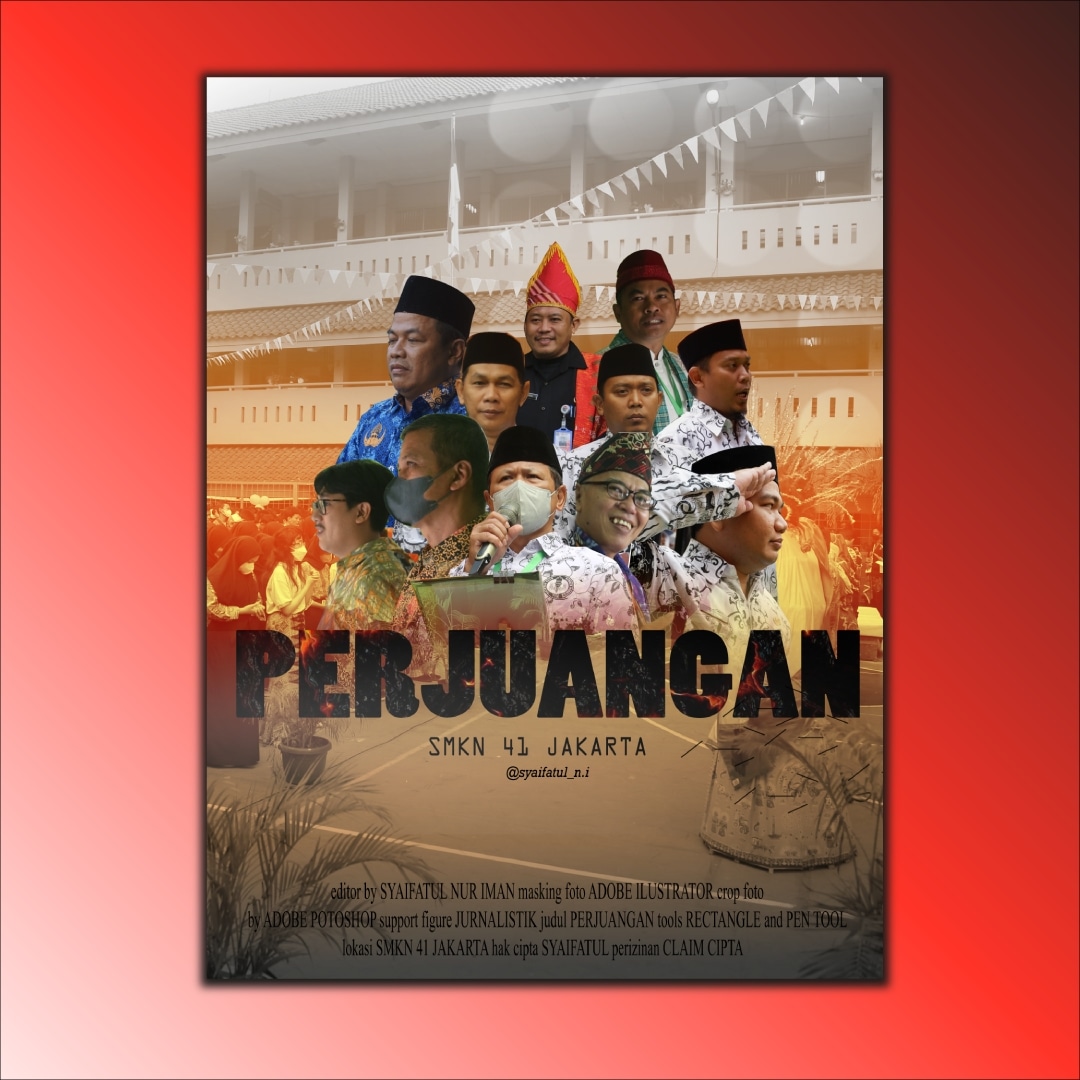 PERJUANGAN
SMKN 41 JAKARTA
@syaifatul_n.i
editor by SYAIFATUL NUR IMAN masking foto ADOBE ILUSTRATOR crop foto
by ADOBE POTOSHOP support figure JURNALISTIK judul PERJUANGAN tools RECTANGLE and PEN TOOL
lokasi SMKN 41 JAKARTA hak cipta SYAIFATUL perizinan CLAIM CIPTA